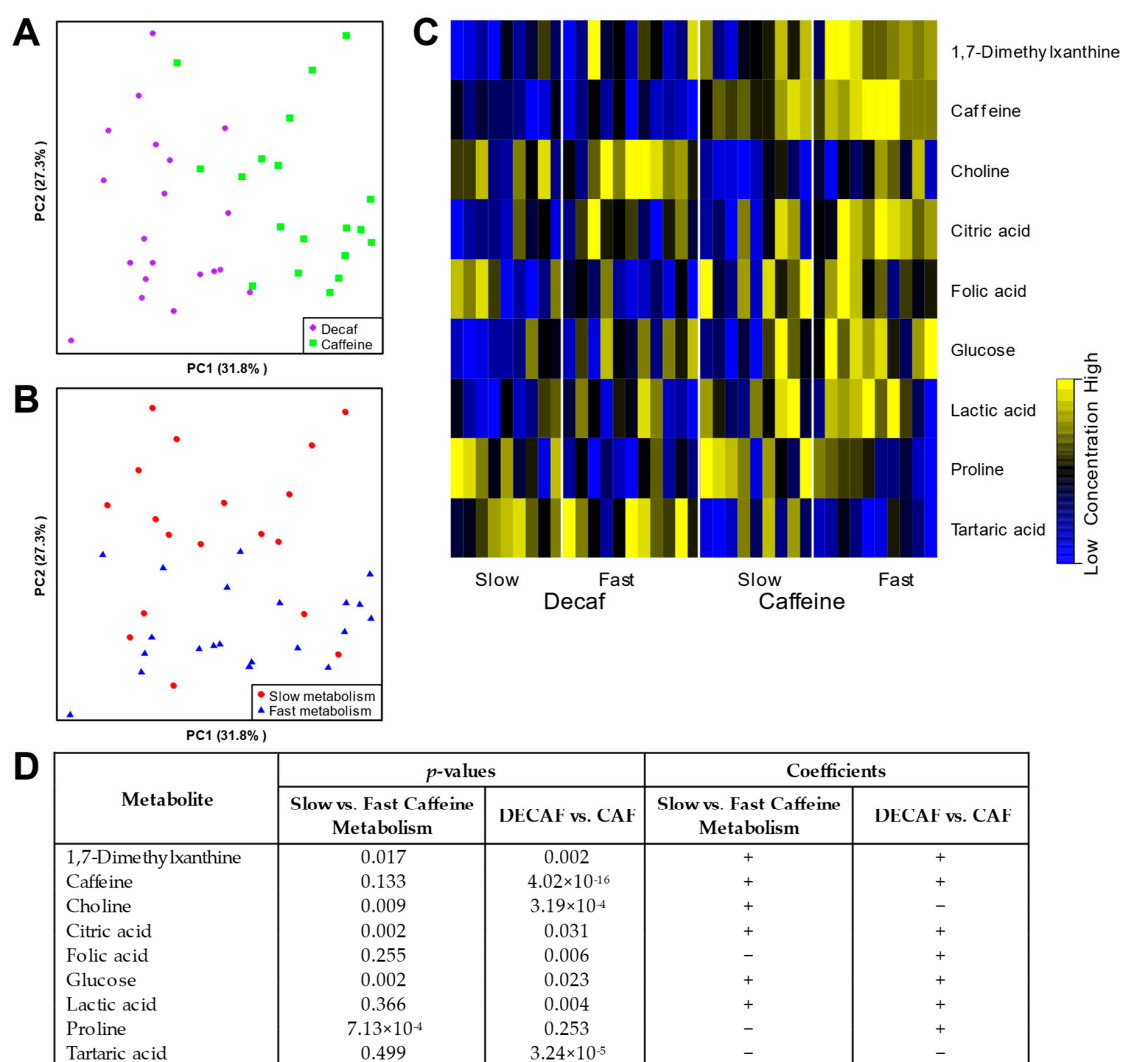 A
PC2 (27.3%)
Decaf
Caffeine
PC1 (31.8% )
B
PC2 (27.3%)
Slow metabolism
Fast metabolism
PC1 (31.8% )
C
1,7-Dimethylxanthine
Caffeine
Choline
Citric acid
Folic acid
Glucose
Lactic acid
Proline
Tartaric acid
Slow Fast Slow Fast
Decaf Caffeine
Low Concentration High
D
Metabolite p-values Coefficients
Slow vs. Fast Caffeine Metabolism DECAF vs. CAF Slow vs. Fast Caffeine Metabolism DECAF vs. CAF
1,7-Dimethylxanthine 0.017 0.002 + +
Caffeine 0.133 4.02×10-16 + +
Choline 0.009 3.19×10-4 + −
Citric acid 0.002 0.031 + +
Folic acid 0.255 0.006 − +
Glucose 0.002 0.023 + +
Lactic acid 0.366 0.004 + +
Proline 7.13×10-4 0.253 − +
Tartaric acid 0.499 3.24×10-5 − −